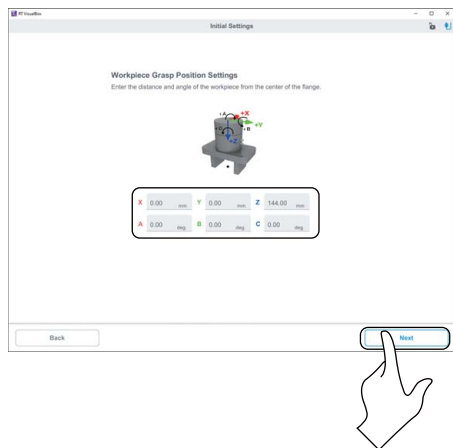 RT VisualBox
Initial Settings
Workpiece Grasp Position Settings
Enter the distance and angle of the workpiece from the center of the flange.
+A +X
+Y
+C +B
+Z
X 0.00 mm Y 0.00 mm Z 144.00 mm
A 0.00 deg. B 0.00 deg. C 0.00 deg.
Back Next